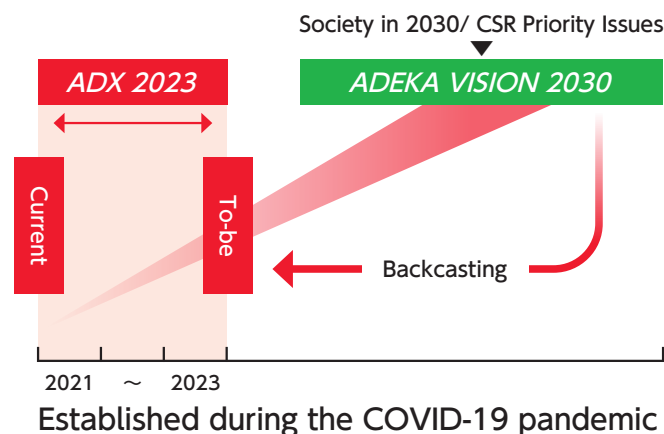 Society in 2030/ CSR Priority Issues
ADX 2023
ADEKA VISION 2030
Current
To-be
Backcasting
2021 ～ 2023
Established during the COVID-19 pandemic